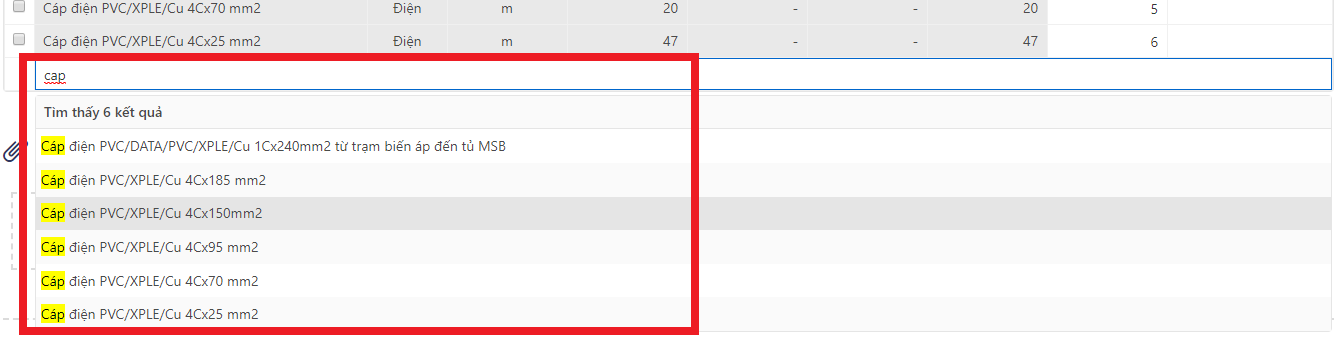 Cáp điện PVC/XPLE/Cu 4Cx70 mm2 Điện m 20 - - 20 5
Cáp điện PVC/XPLE/Cu 4Cx25 mm2 Điện m 47 - - 47 6
cap
Tìm thấy 6 kết quả
Cáp điện PVC/DATA/PVC/XPLE/Cu 1Cx240mm2 từ trạm biến áp đến tủ MSB
Cáp điện PVC/XPLE/Cu 4Cx185 mm2
Cáp điện PVC/XPLE/Cu 4Cx150mm2
Cáp điện PVC/XPLE/Cu 4Cx95 mm2
Cáp điện PVC/XPLE/Cu 4Cx70 mm2
Cáp điện PVC/XPLE/Cu 4Cx25 mm2